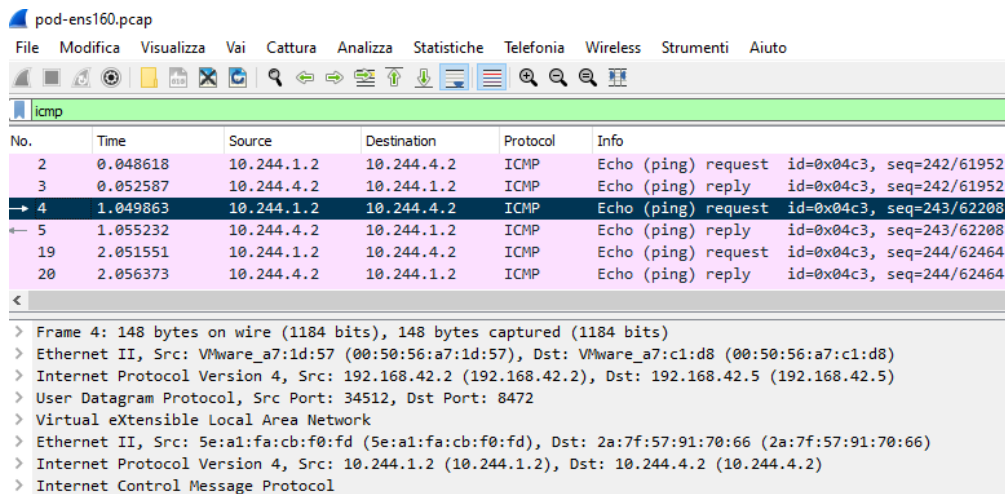 pod-ens160.pcap
File Modifica Visualizza Vai Cattura Analizza Statistiche Telefonia Wireless Strumenti Aiuto
icmp
No. Time Source Destination Protocol Info
2 0.048618 10.244.1.2 10.244.4.2 ICMP Echo (ping) request id=0x04c3, seq=242/61952
3 0.052587 10.244.4.2 10.244.1.2 ICMP Echo (ping) reply id=0x04c3, seq=242/61952
4 1.049863 10.244.1.2 10.244.4.2 ICMP Echo (ping) request id=0x04c3, seq=243/62208
5 1.055232 10.244.4.2 10.244.1.2 ICMP Echo (ping) reply id=0x04c3, seq=243/62208
19 2.051551 10.244.1.2 10.244.4.2 ICMP Echo (ping) request id=0x04c3, seq=244/62464
20 2.056373 10.244.4.2 10.244.1.2 ICMP Echo (ping) reply id=0x04c3, seq=244/62464
> Frame 4: 148 bytes on wire (1184 bits), 148 bytes captured (1184 bits)
> Ethernet II, Src: VMware_a7:1d:57 (00:50:56:a7:1d:57), Dst: VMware_a7:c1:d8 (00:50:56:a7:c1:d8)
> Internet Protocol Version 4, Src: 192.168.42.2 (192.168.42.2), Dst: 192.168.42.5 (192.168.42.5)
> User Datagram Protocol, Src Port: 34512, Dst Port: 8472
> Virtual eXtensible Local Area Network
> Ethernet II, Src: 5e:a1:fa:cb:f0:fd (5e:a1:fa:cb:f0:fd), Dst: 2a:7f:57:91:70:66 (2a:7f:57:91:70:66)
> Internet Protocol Version 4, Src: 10.244.1.2 (10.244.1.2), Dst: 10.244.4.2 (10.244.4.2)
> Internet Control Message Protocol